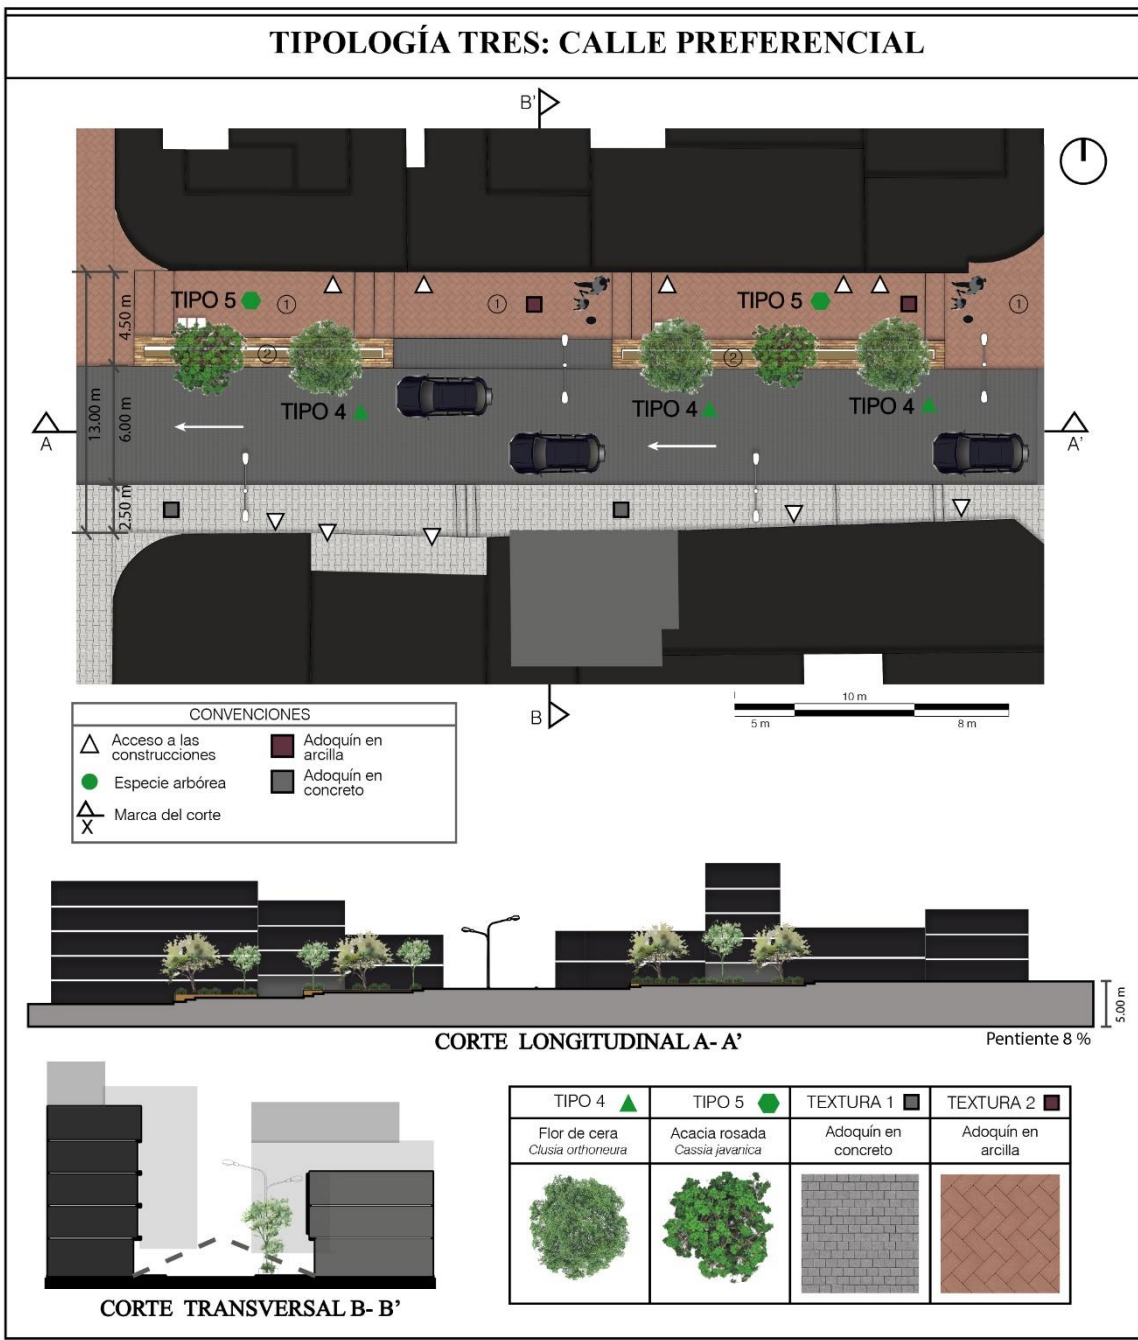 TIPOLOGÍA TRES: CALLE PREFERENCIAL
B'
TIPO 5
1
1
TIPO 5
1
2
2
TIPO 4
TIPO 4
TIPO 4
4.50 m
13.00 m
6.00 m
2.50 m
A
A'
B
10 m
5 m
8 m
CONVENCIONES
Acceso a las
construcciones
Adoquín en
arcilla
Especie arbórea
Adoquín en
concreto
Marca del corte
X
5.00 m
CORTE LONGITUDINAL A- A'
Pentiente 8 %
CORTE TRANSVERSAL B- B'
TIPO 4
TIPO 5
TEXTURA 1
TEXTURA 2
Flor de cera
Clusia orthoneura
Acacia rosada
Cassia javanica
Adoquín en
concreto
Adoquín en
arcilla